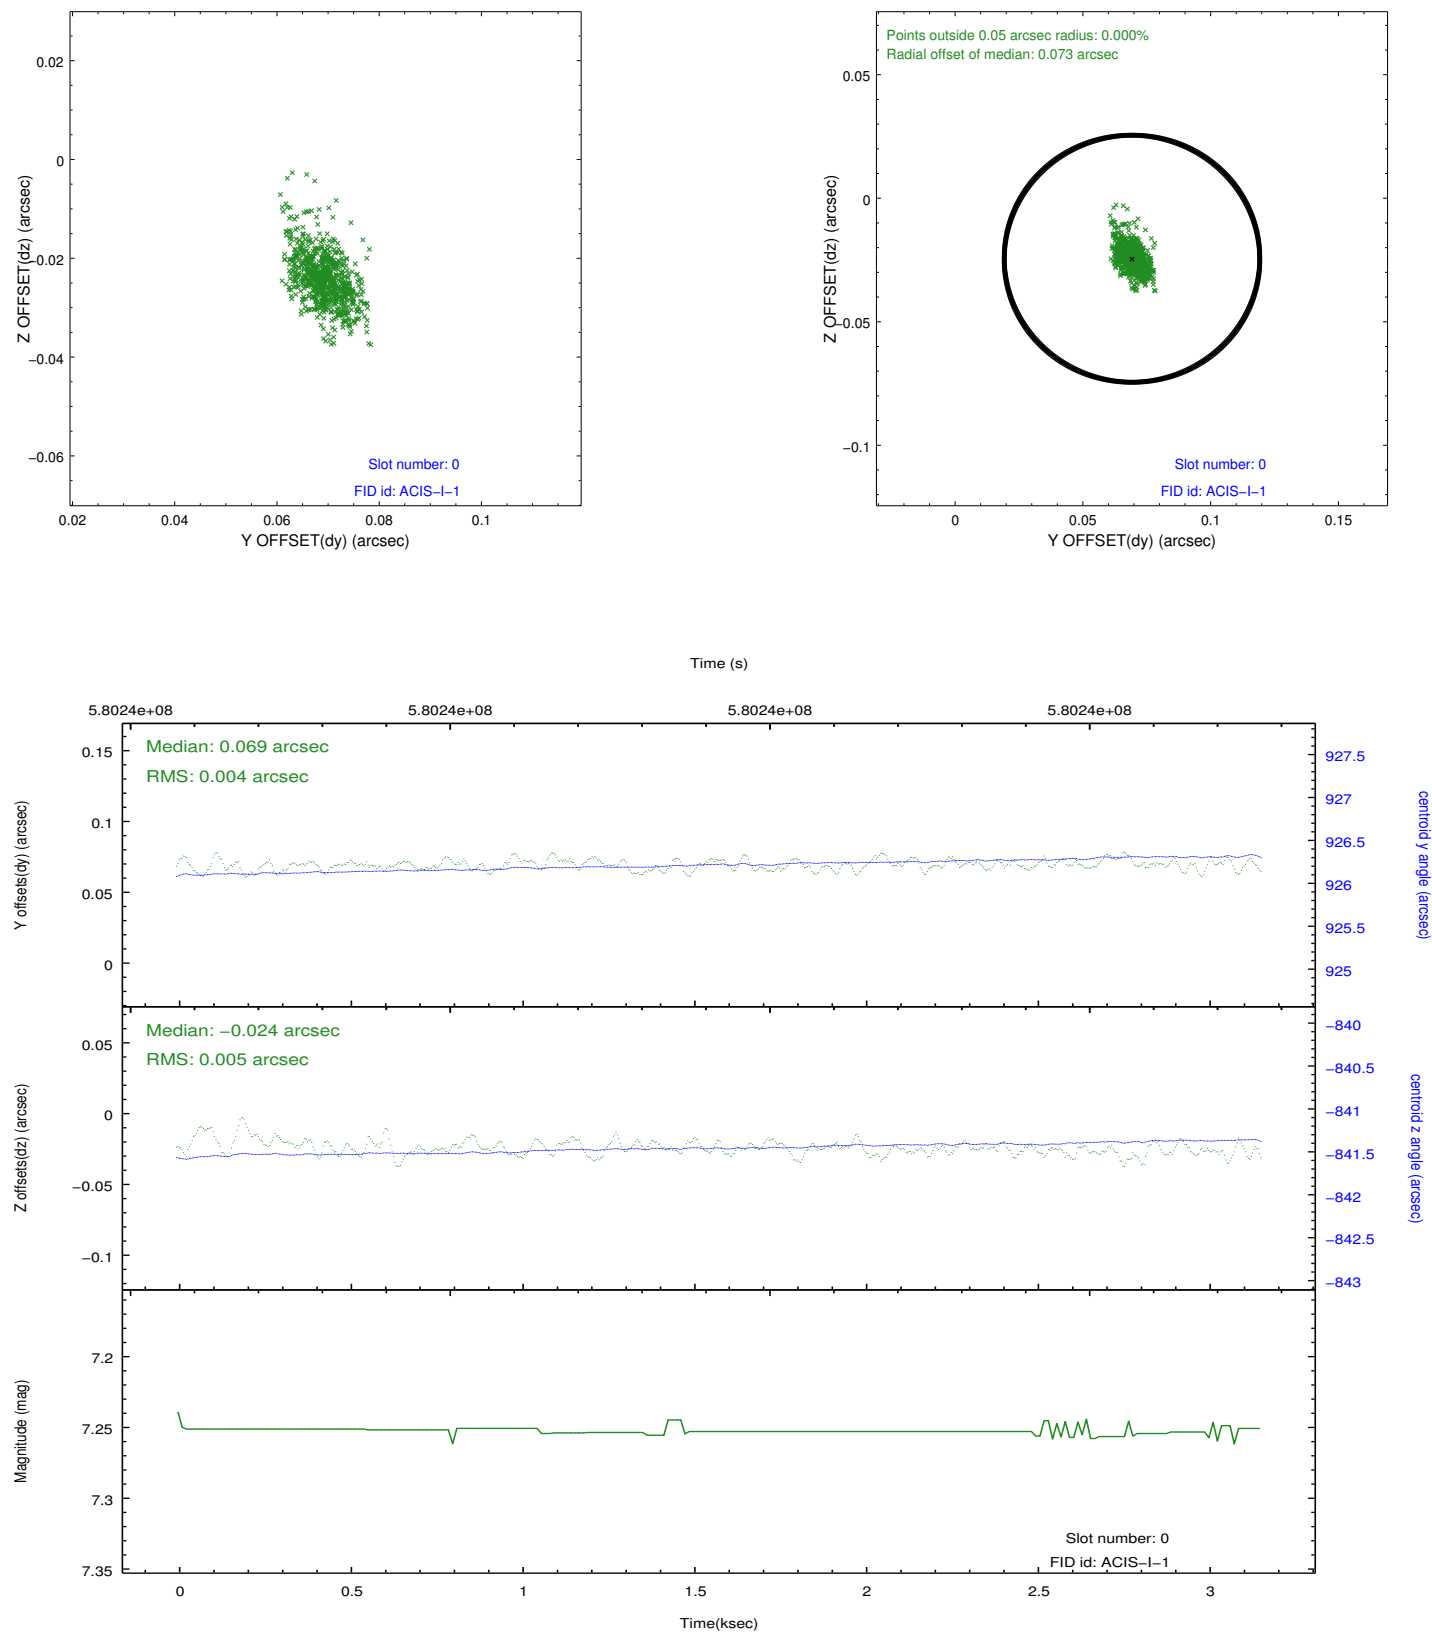 0.02
0
−0.02
−0.04
−0.06
Z OFFSET(dz) (arcsec)
Slot number: 0
FID id: ACIS−I−1
0.02 0.04 0.06 0.08 0.1
Y OFFSET(dy) (arcsec)
Points outside 0.05 arcsec radius: 0.000%
Radial offset of median: 0.073 arcsec
0.05
0
−0.05
−0.1
Z OFFSET(dz) (arcsec)
Slot number: 0
FID id: ACIS−I−1
0 0.05 0.1 0.15
Y OFFSET(dy) (arcsec)
Time (s)
5.8024e+08 5.8024e+08 5.8024e+08 5.8024e+08
Median: 0.069 arcsec
RMS: 0.004 arcsec
0.15
0.1
0.05
0
Y offsets(dy) (arcsec)
927.5
927
926.5
926
925.5
925
centroid y angle (arcsec)
Median: −0.024 arcsec
RMS: 0.005 arcsec
0.05
0
−0.05
−0.1
Z offsets(dz) (arcsec)
−840
−840.5
−841
−841.5
−842
−842.5
−843
centroid z angle (arcsec)
7.2
7.25
7.3
7.35
Magnitude (mag)
Slot number: 0
FID id: ACIS−I−1
0 0.5 1 1.5 2 2.5 3
Time(ksec)